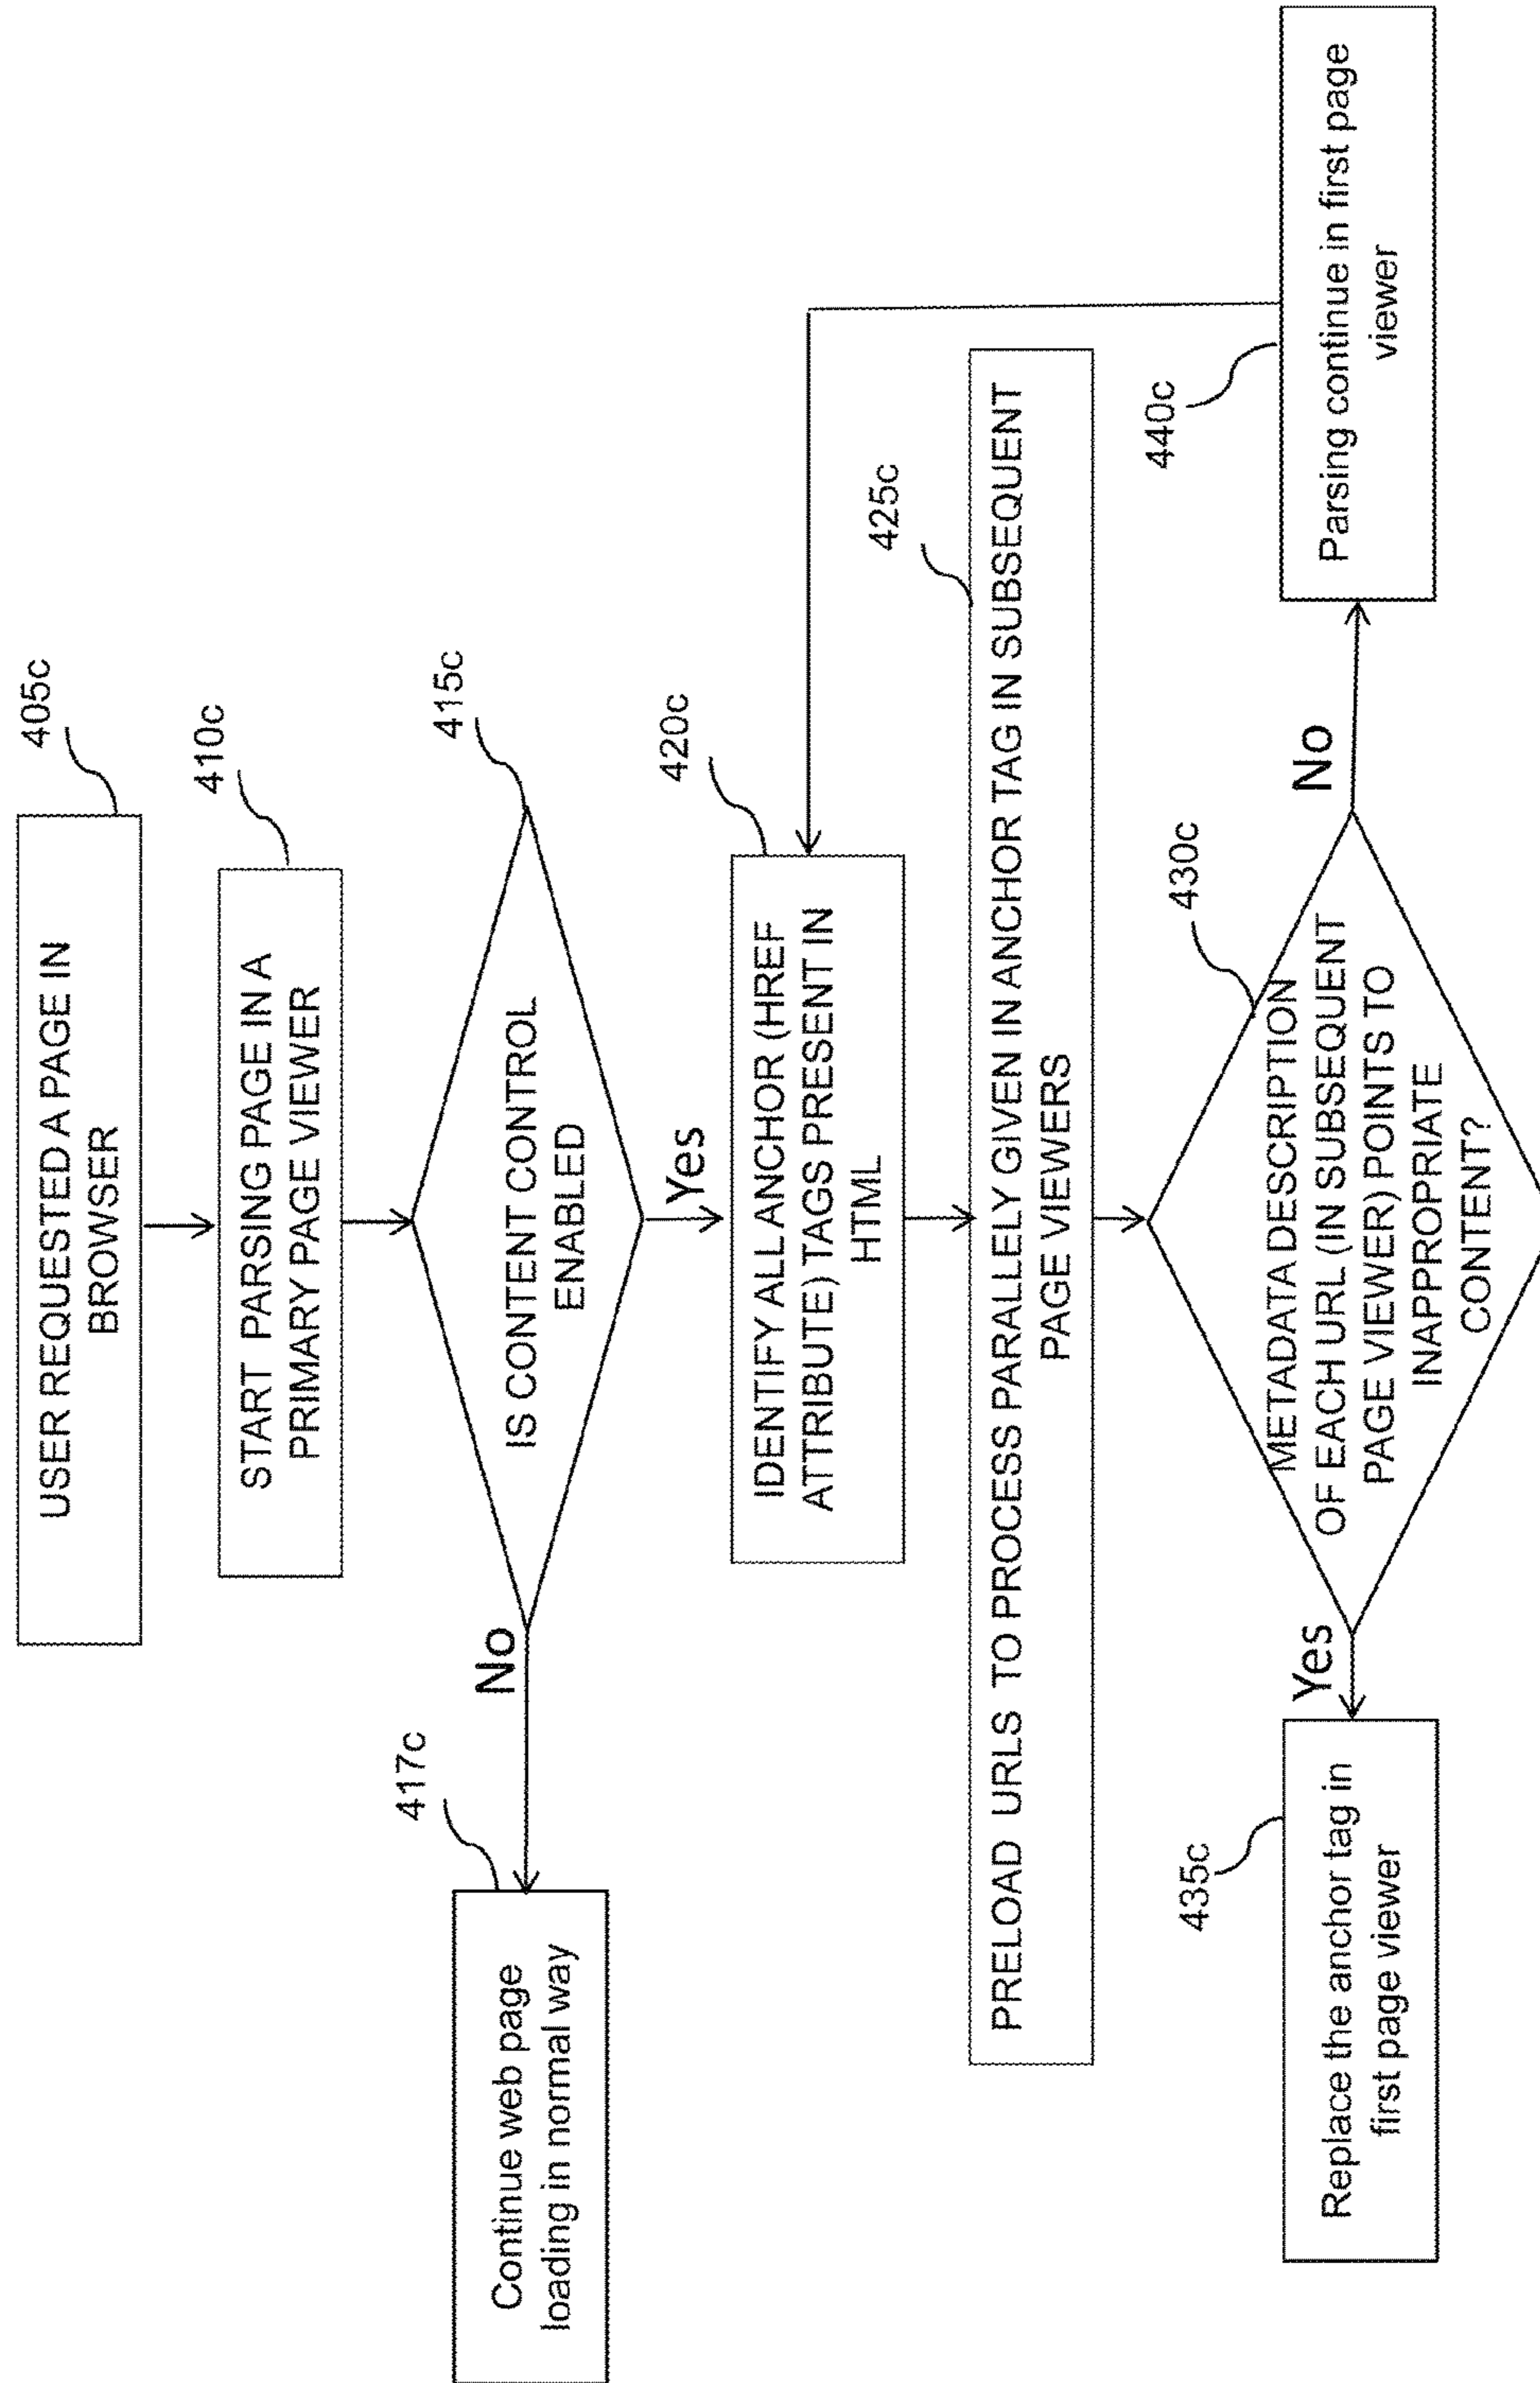 USER REQUESTED A PAGE IN
BROWSER
405c
START PARSING PAGE IN A
PRIMARY PAGE VIEWER
410c
IS CONTENT CONTROL
ENABLED
415c
No
417c
Continue web page
loading in normal way
Yes
IDENTIFY ALL ANCHOR (HREF
ATTRIBUTE) TAGS PRESENT IN
HTML
420c
PRELOAD URLS TO PROCESS PARALLELY GIVEN IN ANCHOR TAG IN SUBSEQUENT
PAGE VIEWERS
425c
METADATA DESCRIPTION
OF EACH URL (IN SUBSEQUENT
PAGE VIEWER) POINTS TO
INAPPROPRIATE
CONTENT?
430c
Yes
435c
Replace the anchor tag in
first page viewer
No
440c
Parsing continue in first page
viewer